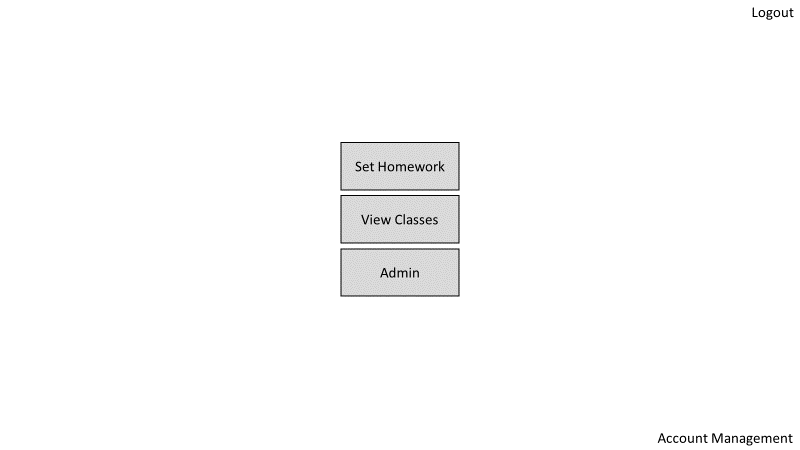 Logout
Set Homework
View Classes
Admin
Account Management